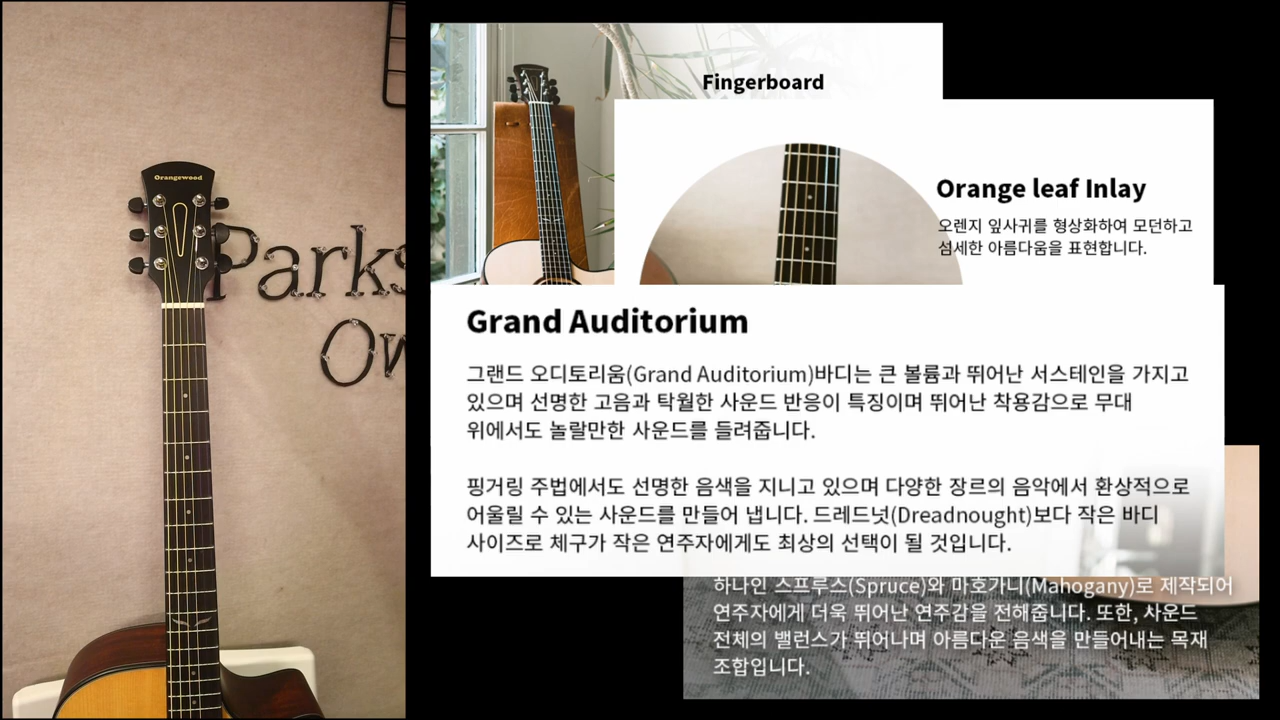 Orangewood
Parks
Ow
Fingerboard
Orange leaf Inlay
오렌지 잎사귀를 형상화하여 모던하고
섬세한 아름다움을 표현합니다.
Grand Auditorium
그랜드 오디토리움(Grand Auditorium)바디는 큰 볼륨과 뛰어난 서스테인을 가지고
있으며 선명한 고음과 탁월한 사운드 반응이 특징이며 뛰어난 착용감으로 무대
위에서도 놀랄만한 사운드를 들려줍니다.
핑거링 주법에서도 선명한 음색을 지니고 있으며 다양한 장르의 음악에서 환상적으로
어울릴 수 있는 사운드를 만들어 냅니다. 드레드넛(Dreadnought)보다 작은 바디
사이즈로 체구가 작은 연주자에게도 최상의 선택이 될 것입니다.
하나인 스프루스(Spruce)와 마호가니(Mahogany)로 제작되어
연주자에게 더욱 뛰어난 연주감을 전해줍니다. 또한, 사운드
전체의 밸런스가 뛰어나며 아름다운 음색을 만들어내는 목재
조합입니다.